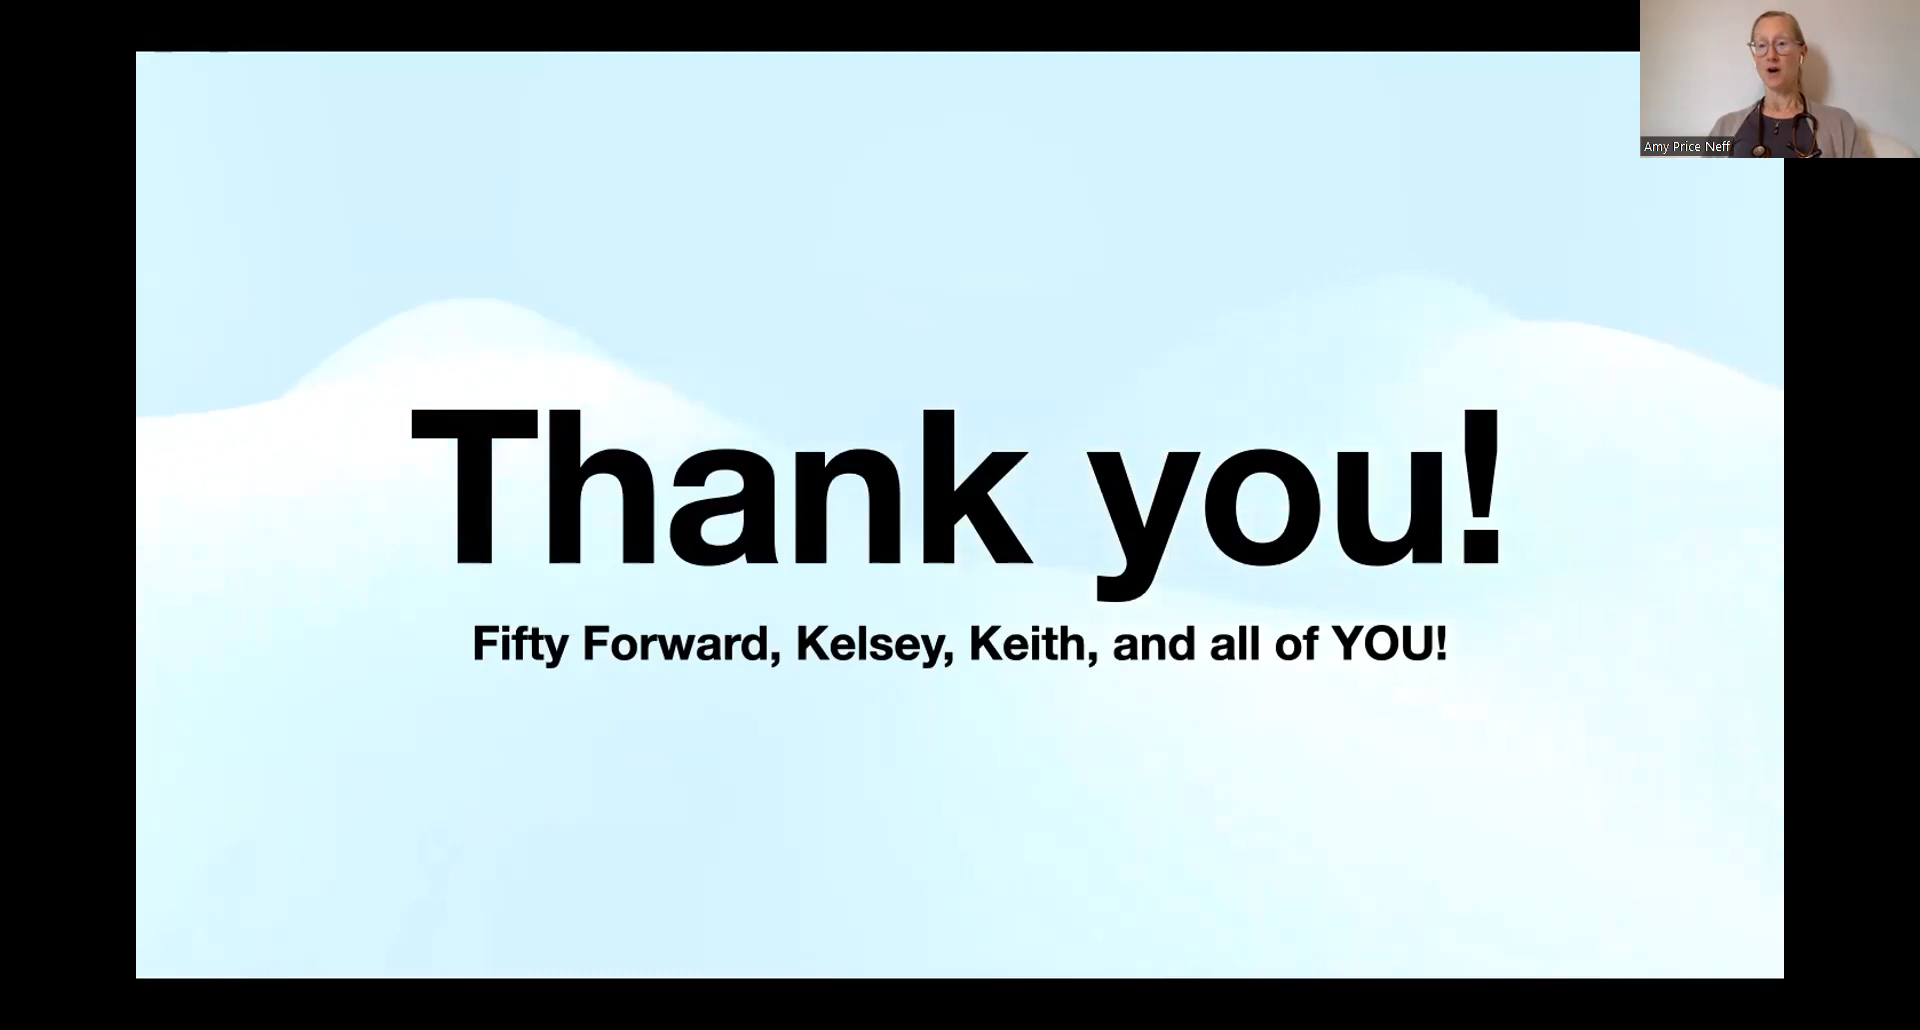 Amy Price Neff
Thank you!
Fifty Forward, Kelsey, Keith, and all of YOU!